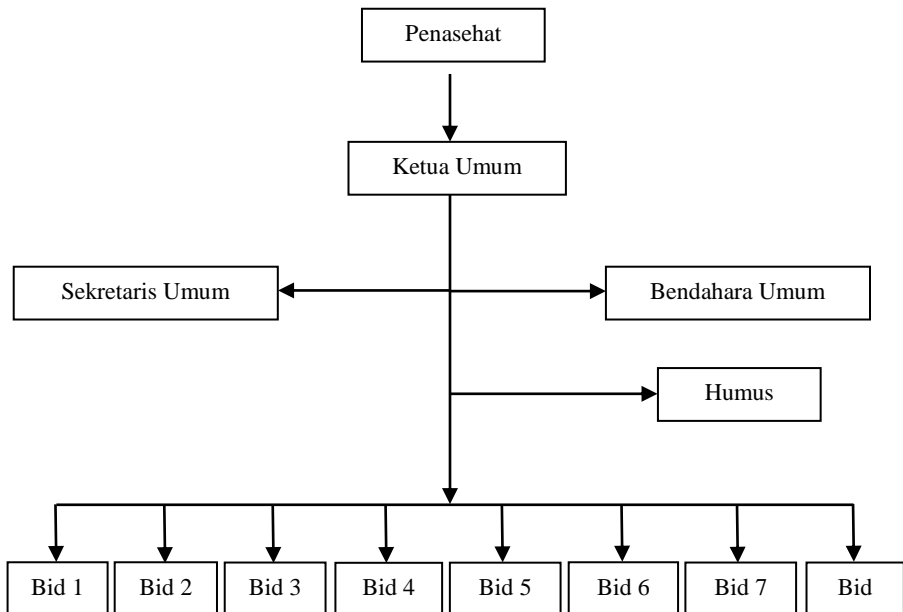 Penasehat
Ketua Umum
Sekretaris Umum
Bendahara Umum
Humus
Bid 1
Bid 2
Bid 3
Bid 4
Bid 5
Bid 6
Bid 7
Bid